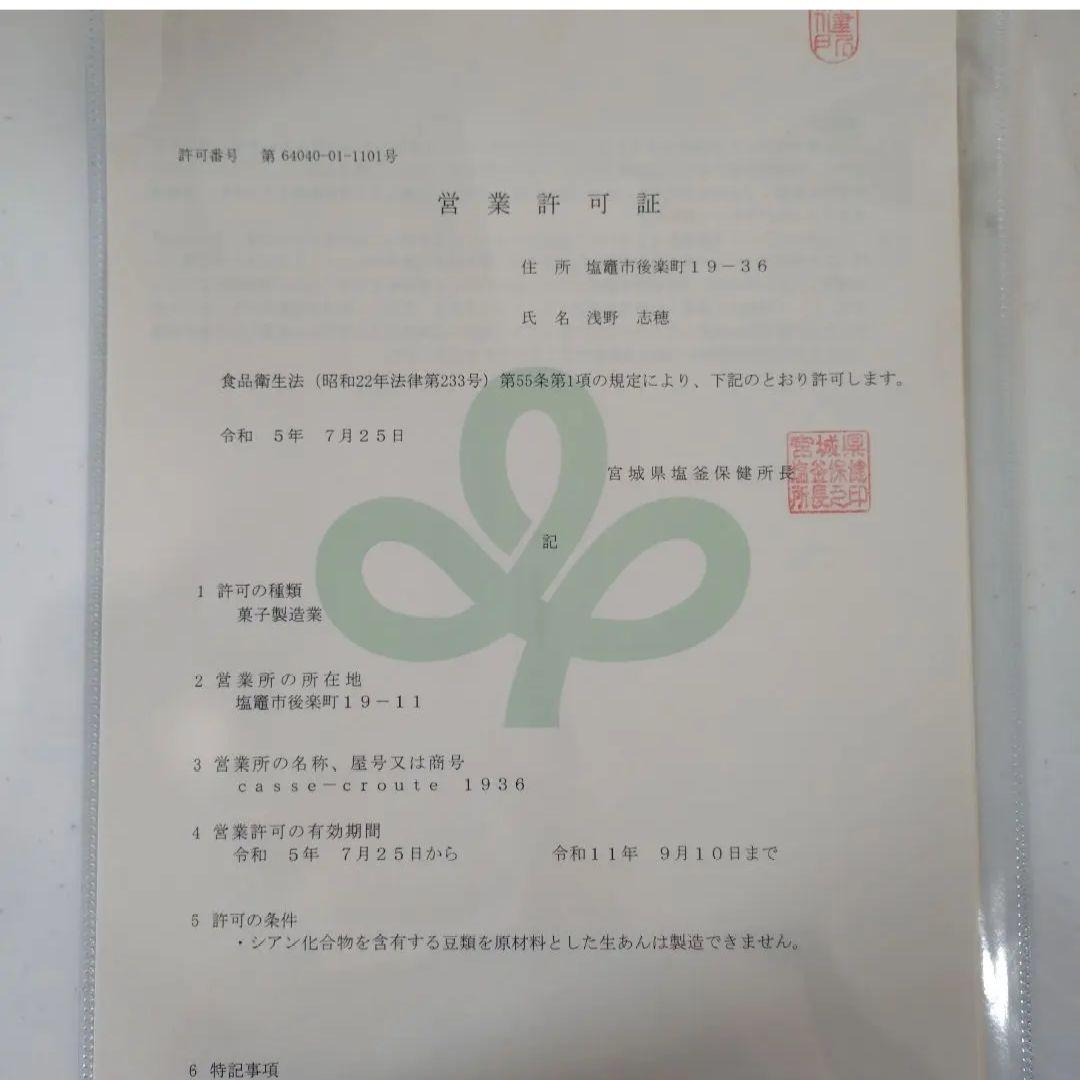 許可番号 第 64040-01-1101号
営業許可証
住 所 塩竈市後楽町19-36
氏 名 浅野 志穂
食品衛生法（昭和22年法律第233号）第55条第1項の規定により、下記のとおり許可します。
令和 5年 7月25日
宮城県塩釜保健所長
宮城県塩釜保健所長之印
記
1 許可の種類
菓子製造業
2 営業所の所在地
塩竈市後楽町19-11
3 営業所の名称、屋号又は商号
casse-croute 1936
4 営業許可の有効期間
令和 5年 7月25日から 令和11年 9月10日まで
5 許可の条件
・シアン化合物を含有する豆類を原材料とした生あんは製造できません。
6 特記事項